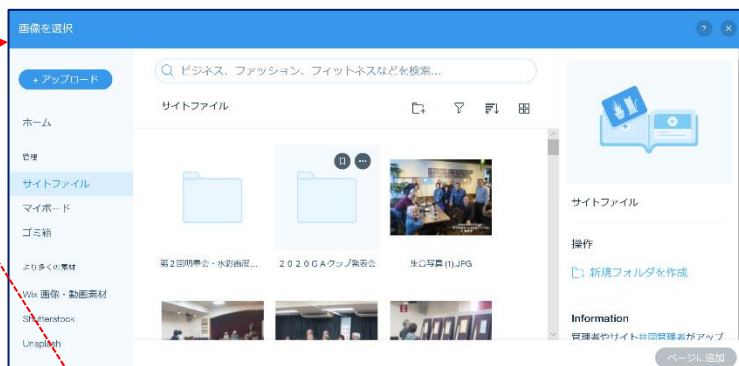 画像を選択
? ×
+ アップロード
ビジネス、ファッション、フィットネスなどを検索...
サイトファイル
ホーム
管理
サイトファイル
マイボード
ゴミ箱
より多くの素材
Wix 画像・動画素材
Shutterstock
Unsplash
第2回明季会・水彩画展...
2020GAクラブ発表会
集合写真 (1).JPG
サイトファイル
操作
新規フォルダを作成
Information
管理者やサイト共同管理者がアップ
ページに追加